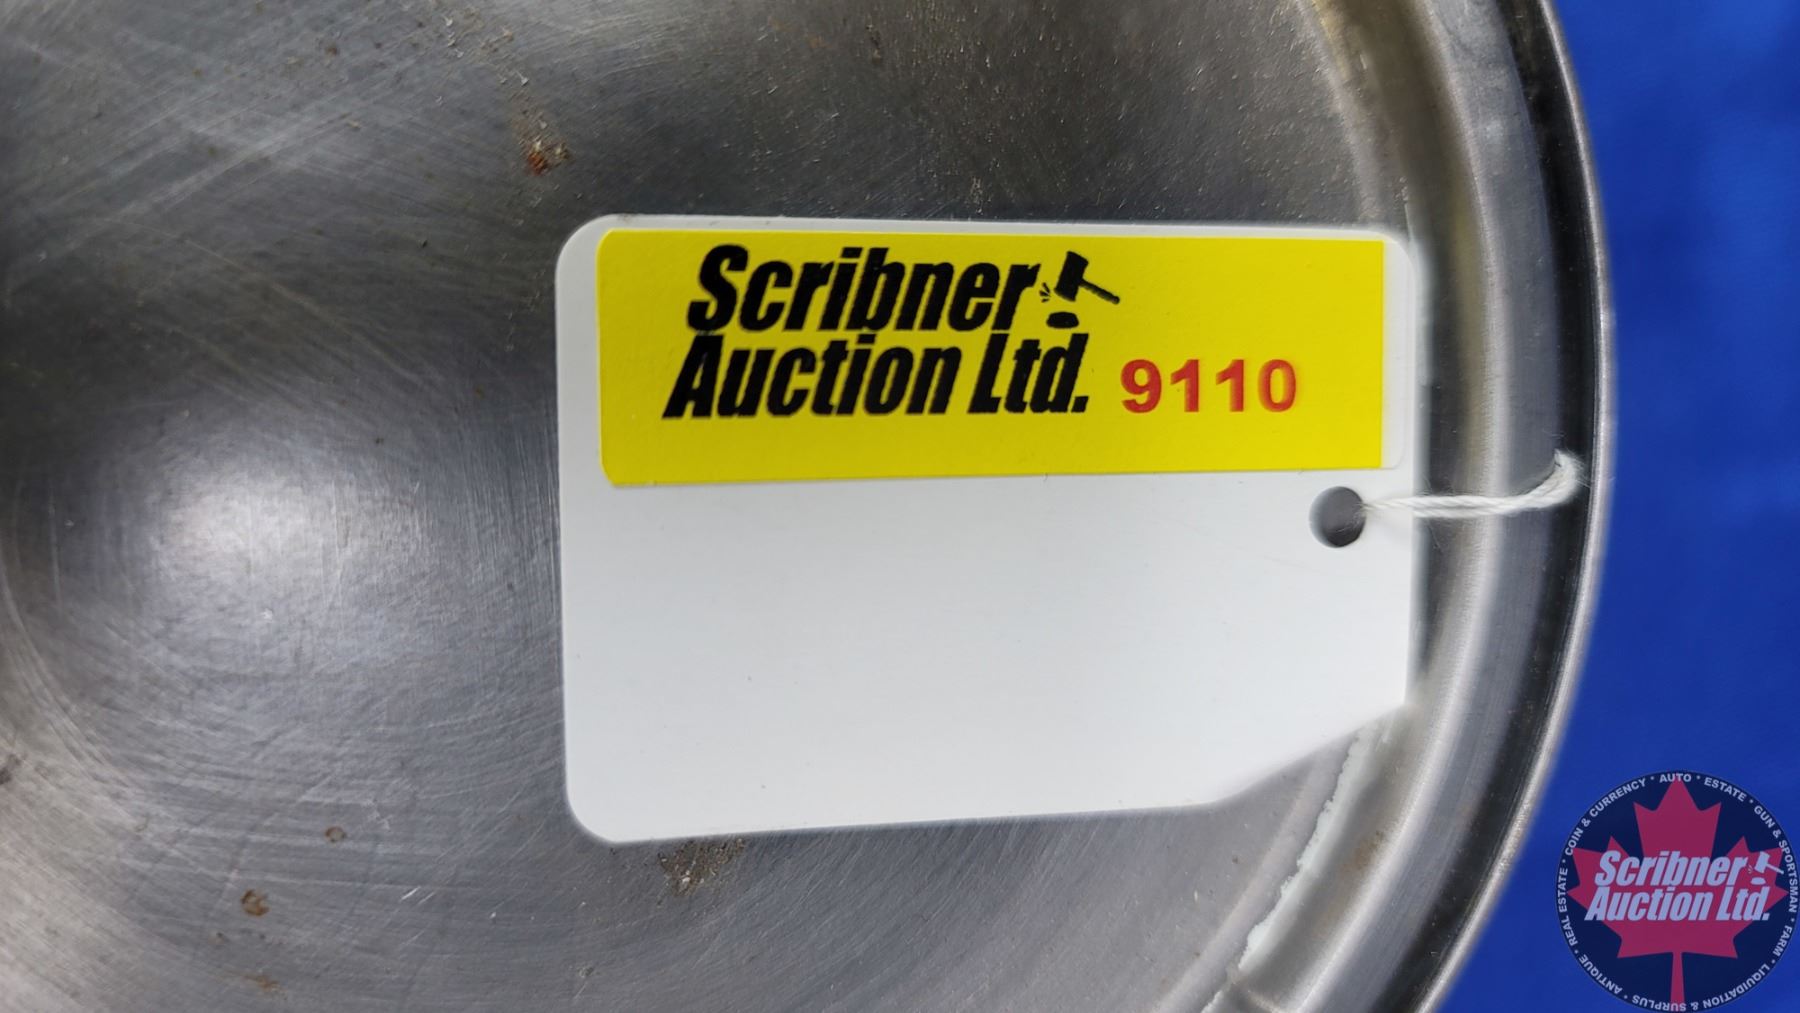 Scribner
Auction Ltd. 9110
COIN & CURRENCY * AUTO * ESTATE * GUN & SPORTSMAN * FARM * LIQUIDATION & SURPLUS * ANTIQUE * REAL ESTATE *
Scribner
Auction Ltd.